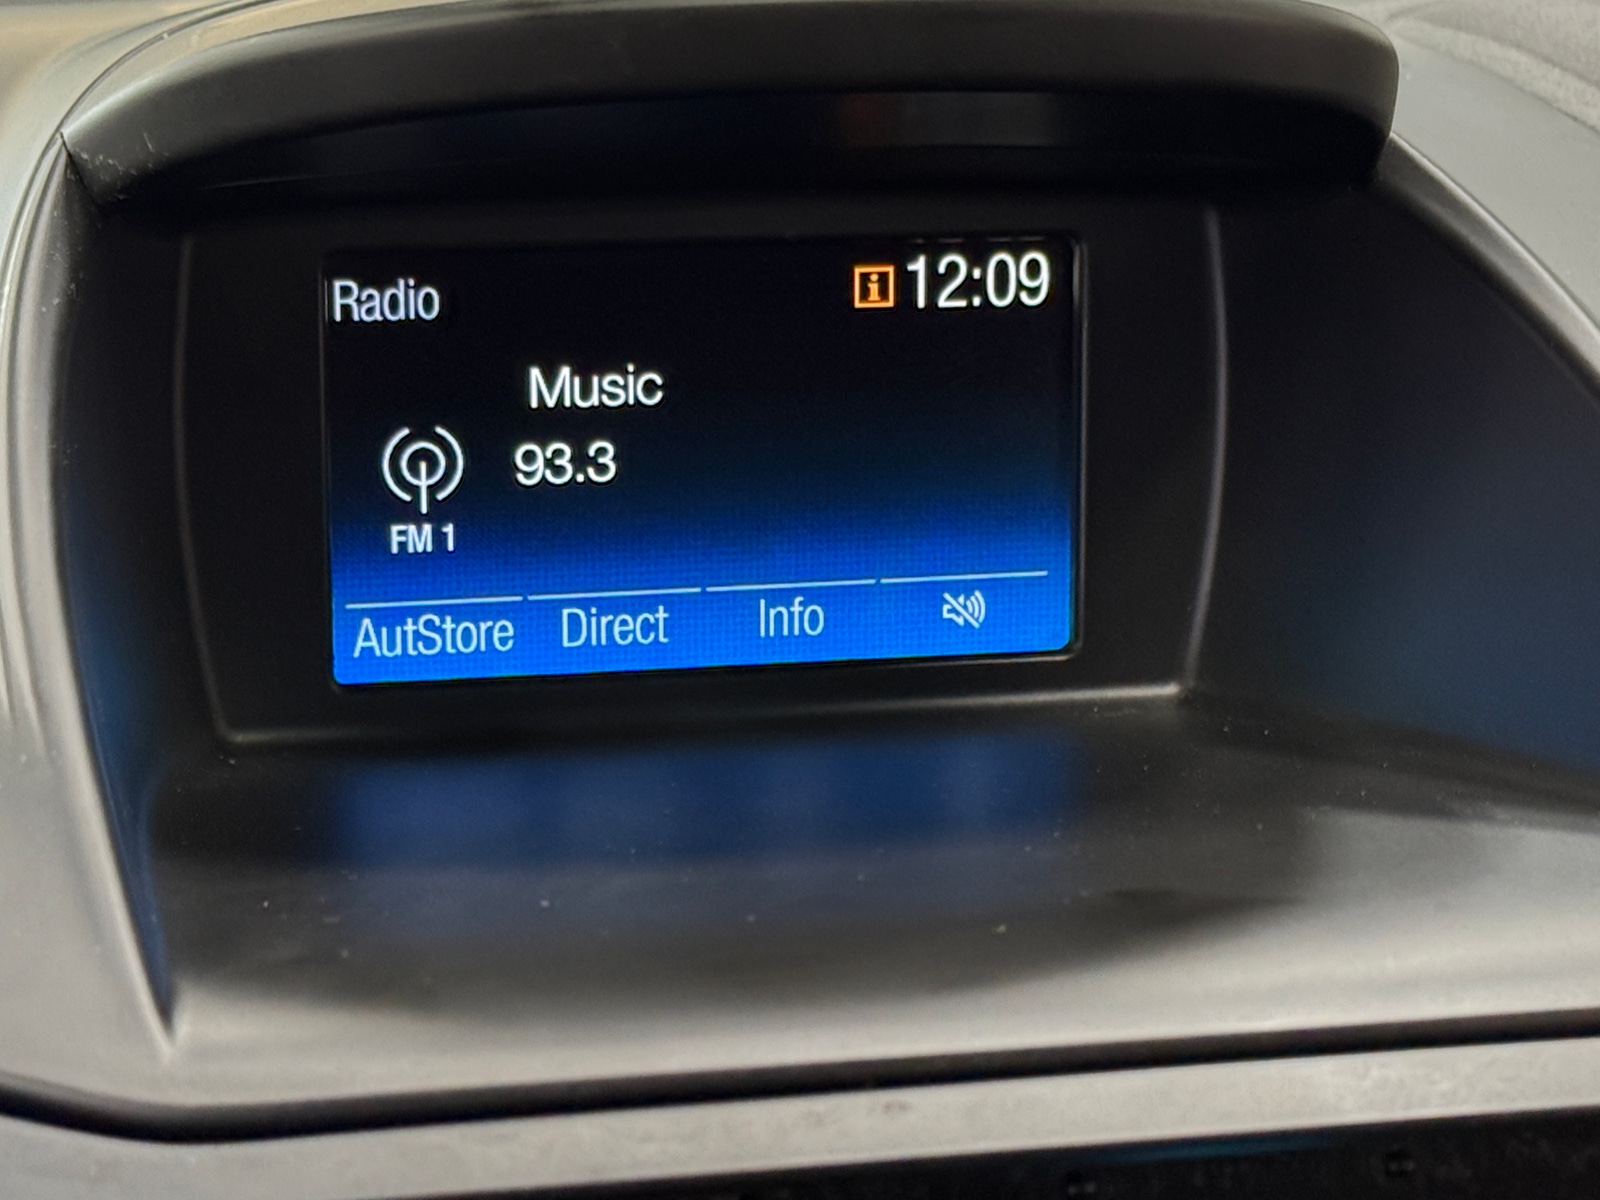 Radio
i 12:09
Music
93.3
FM 1
AutStore Direct Info